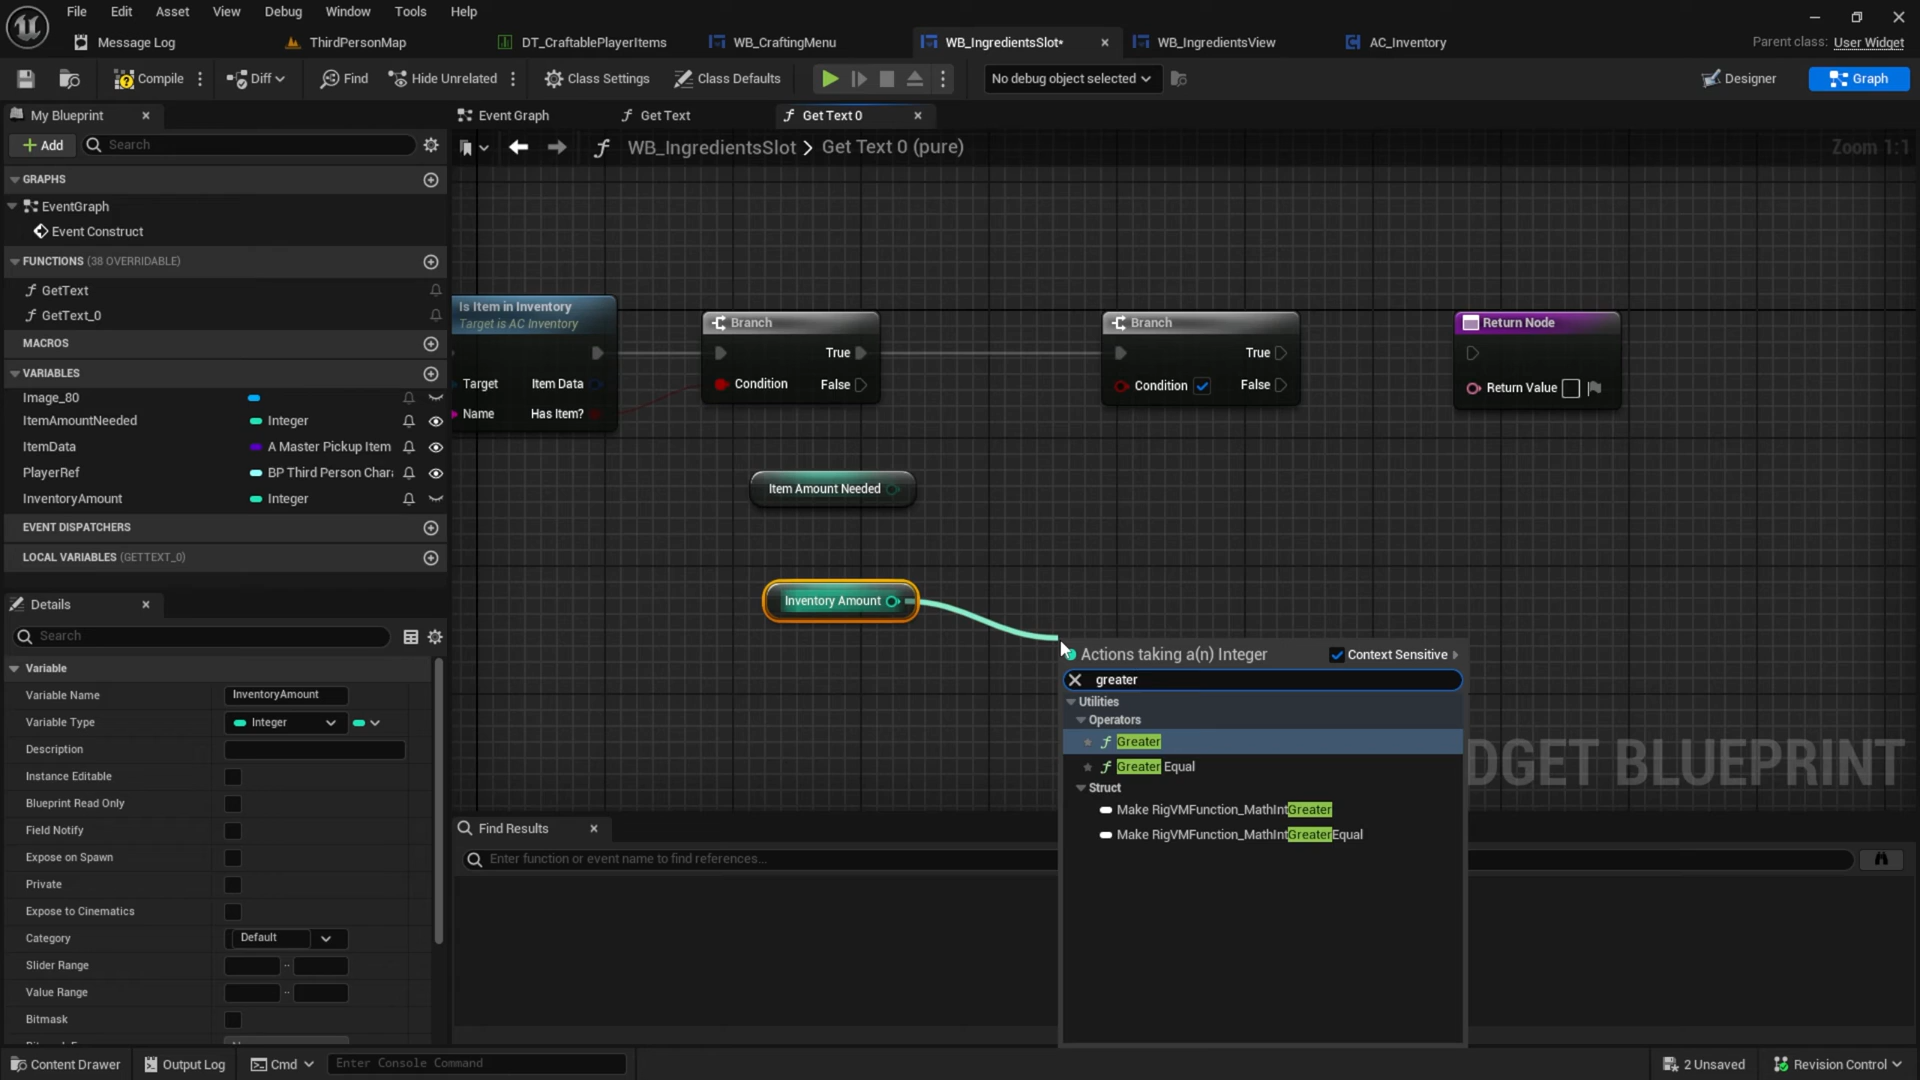 File Edit Asset View Debug Window Tools Help
Message Log ThirdPersonMap DT_CraftablePlayerItems WB_CraftingMenu WB_IngredientsSlot* WB_IngredientsView AC_Inventory Parent class: User Widget
Compile Diff Find Hide Unrelated Class Settings Class Defaults No debug object selected Designer Graph
My Blueprint Event Graph Get Text Get Text 0
Add Search WB_IngredientsSlot > Get Text 0 (pure) Zoom 1:1
GRAPHS
EventGraph
Event Construct
FUNCTIONS (38 OVERRIDABLE)
GetText
GetText_0
MACROS
VARIABLES
Image_80
ItemAmountNeeded Integer
ItemData A Master Pickup Item
PlayerRef BP Third Person Chara
InventoryAmount Integer
EVENT DISPATCHERS
LOCAL VARIABLES (GETTEXT_0)
Is Item in Inventory
Target is AC Inventory
Target Item Data
Name Has Item?
Branch
True
Condition False
Branch
True
Condition False
Return Node
Return Value
Item Amount Needed
Inventory Amount
Actions taking a(n) Integer Context Sensitive
greater
Utilities
Operators
Greater
Greater Equal
Struct
Make RigVMFunction_MathIntGreater
Make RigVMFunction_MathIntGreaterEqual
DGET BLUEPRINT
Details
Search
Variable
Variable Name InventoryAmount
Variable Type Integer
Description
Instance Editable
Blueprint Read Only
Field Notify
Expose on Spawn
Private
Expose to Cinematics
Category Default
Slider Range
Value Range
Bitmask
Find Results
Enter function or event name to find references...
Content Drawer Output Log Cmd Enter Console Command 2 Unsaved Revision Control